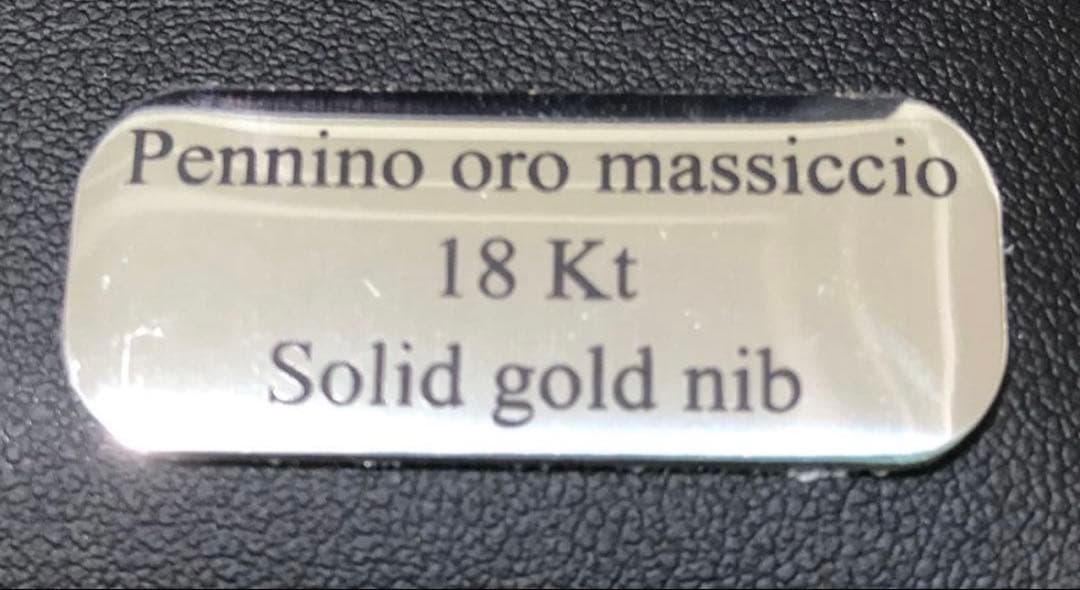 Pennino oro massiccio
18 Kt
Solid gold nib